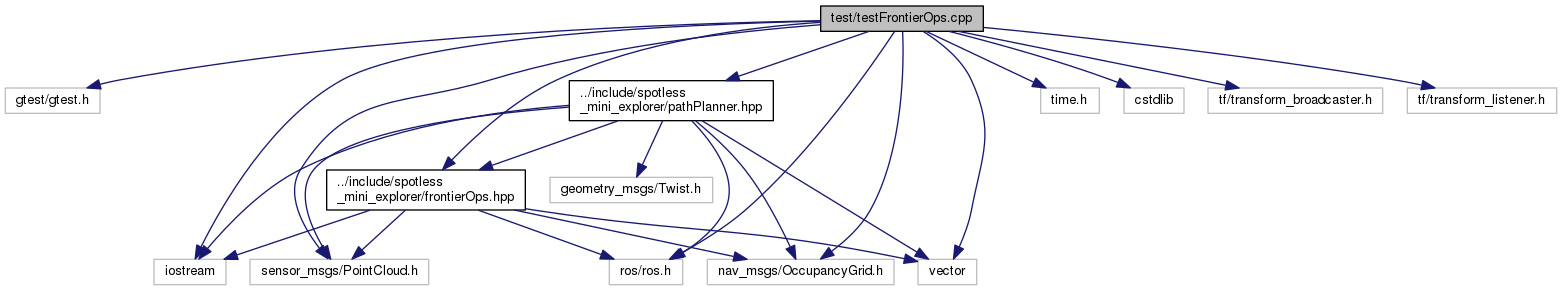 test/testFrontierOps.cpp
gtest/gtest.h
../include/spotless
_mini_explorer/pathPlanner.hpp
time.h
cstdlib
tf/transform_broadcaster.h
tf/transform_listener.h
../include/spotless
_mini_explorer/frontierOps.hpp
geometry_msgs/Twist.h
iostream
sensor_msgs/PointCloud.h
ros/ros.h
nav_msgs/OccupancyGrid.h
vector